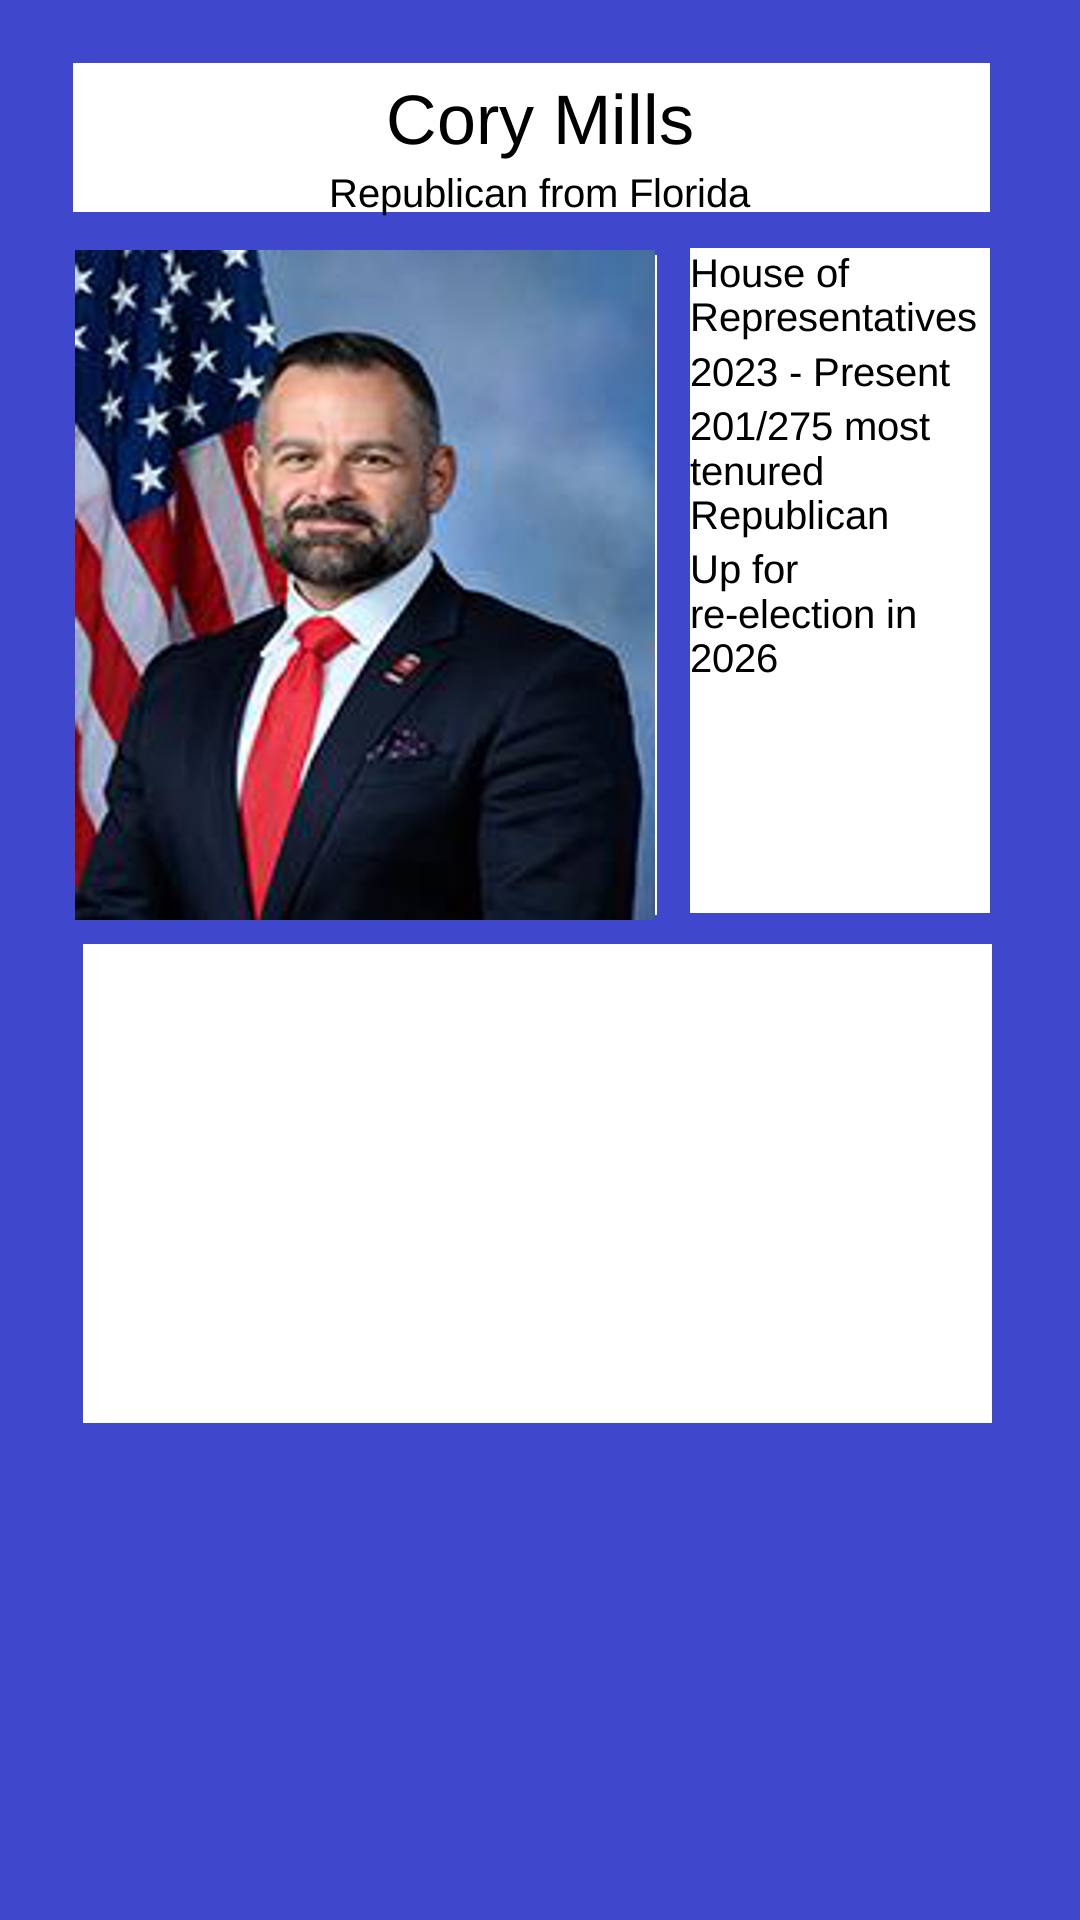 Cory Mills
Republican from Florida
House of
Representatives
2023 - Present
201/275 most
tenured
Republican
Up for
re-election in
2026